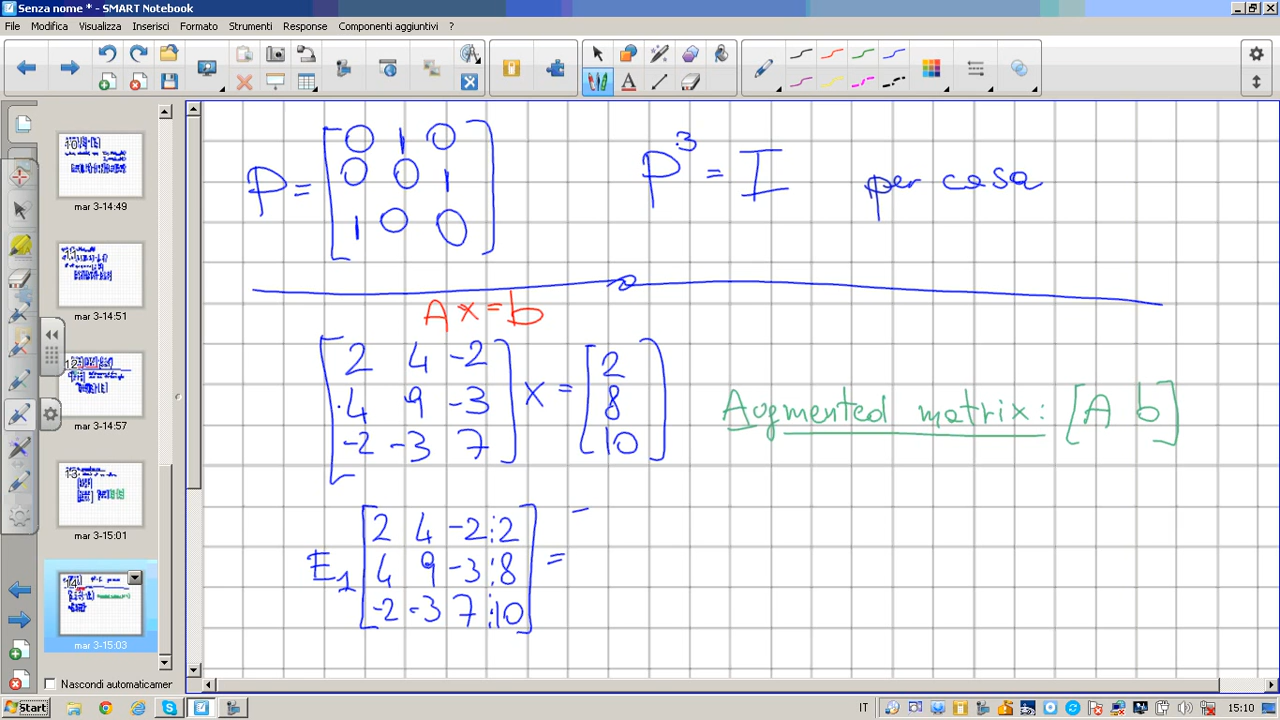 Senza nome * - SMART Notebook
File Modifica Visualizza Inserisci Formato Strumenti Response Componenti aggiuntivi ?
mar 3-14:49
mar 3-14:51
12
mar 3-14:57
13
mar 3-15:01
14
mar 3-15:03
Nascondi automaticamer
P = [0 1 0
0 0 1
1 0 0]
P³ = I per casa
A x = b
[2 4 -2
4 9 -3
-2 -3 7] x = [2
8
10]
Augmented matrix: [A b]
E₁ [2 4 -2 ⋮ 2
4 9 -3 ⋮ 8
-2 -3 7 ⋮ 10] =
Start
IT 15:10